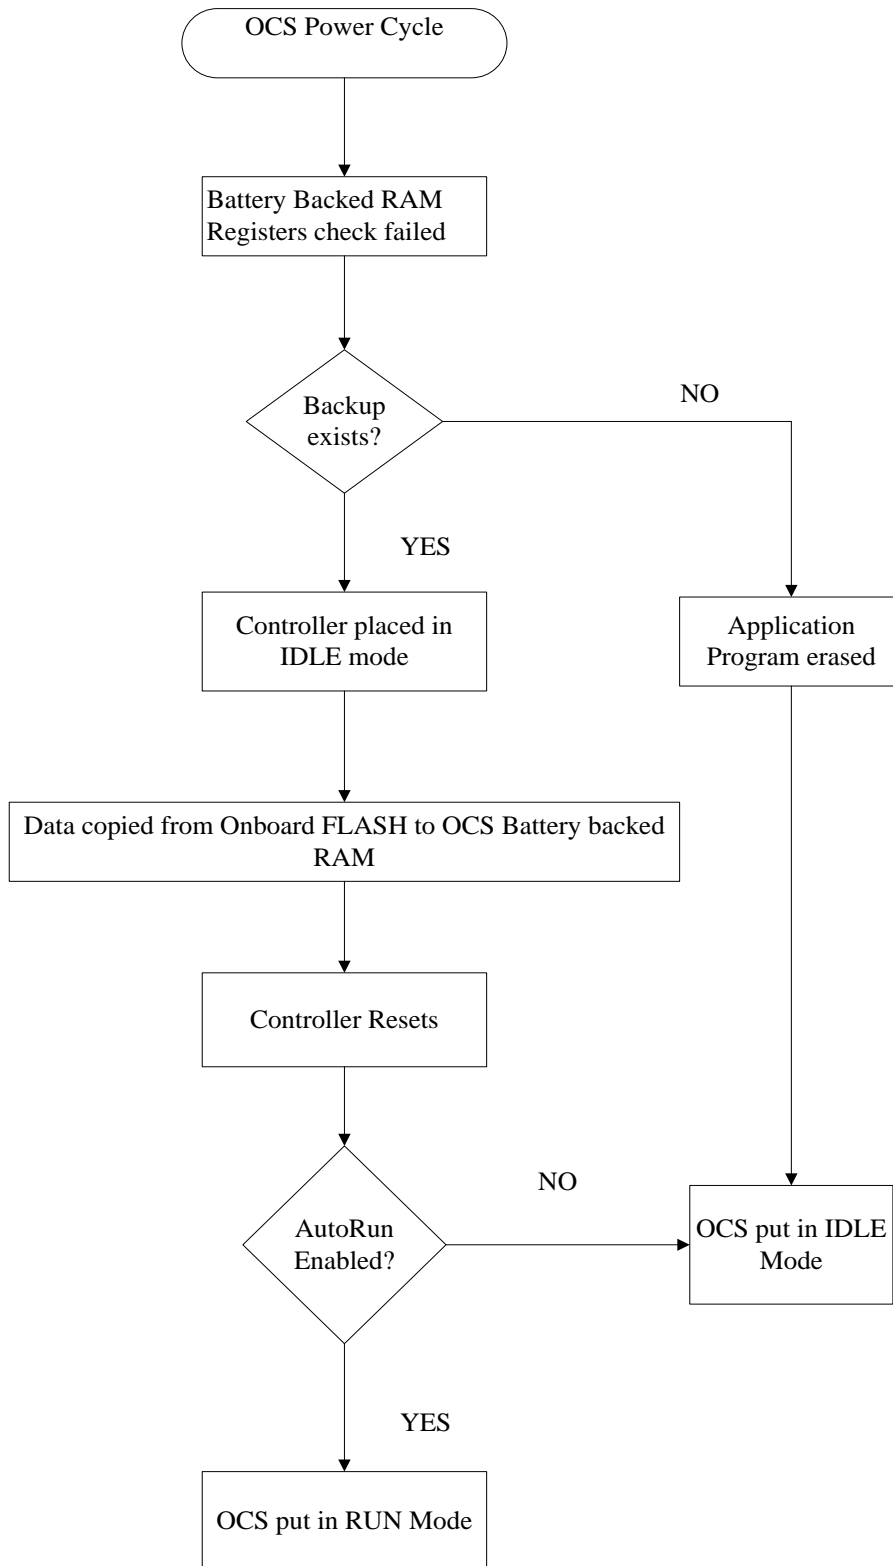 OCS Power Cycle
Battery Backed RAM
Registers check failed
Backup
exists?
NO
YES
Controller placed in
IDLE mode
Application
Program erased
Data copied from Onboard FLASH to OCS Battery backed
RAM
Controller Resets
AutoRun
Enabled?
NO
OCS put in IDLE
Mode
YES
OCS put in RUN Mode